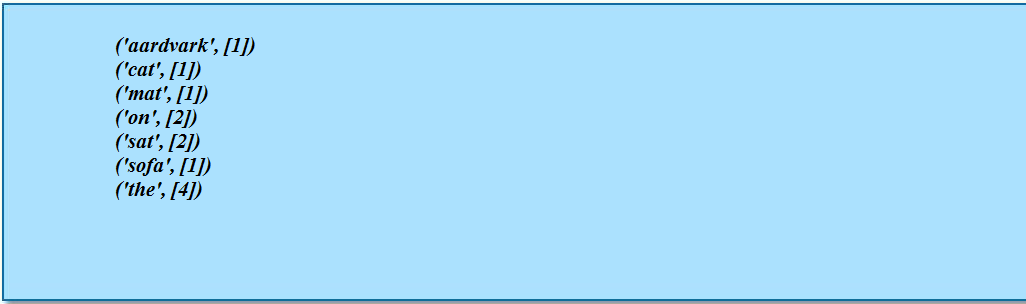 ('aardvark', [1])
('cat', [1])
('mat', [1])
('on', [2])
('sat', [2])
('sofa', [1])
('the', [4])